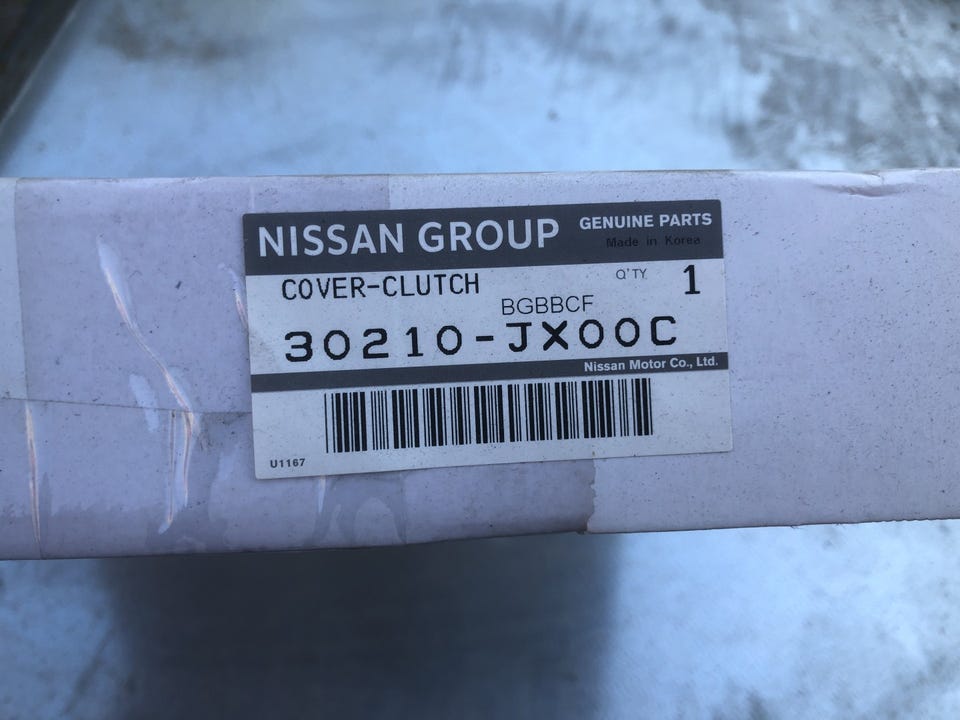 NISSAN GROUP
GENUINE PARTS
Made in Korea
COVER-CLUTCH
Q'TY 1
BGBBCF
30210-JX00C
Nissan Motor Co., Ltd.
U1167